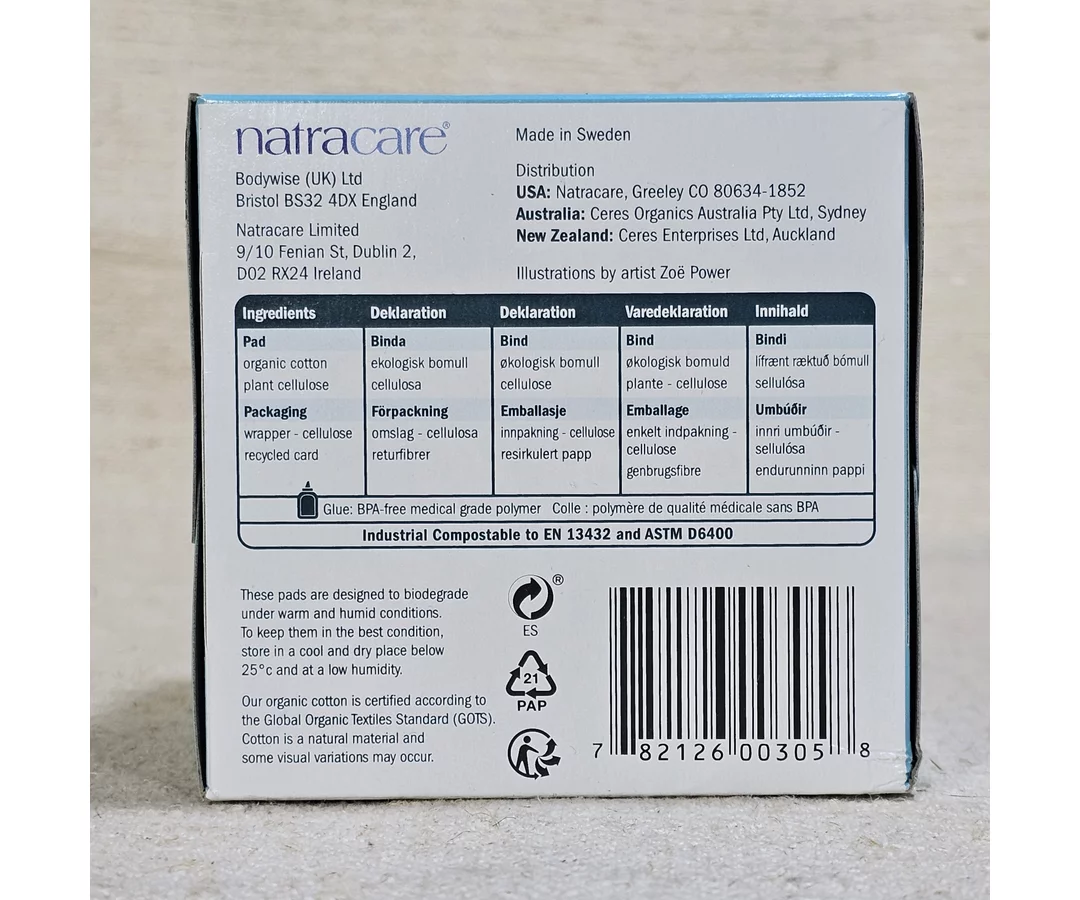 natracare®
Bodywise (UK) Ltd
Bristol BS32 4DX England
Natracare Limited
9/10 Fenian St, Dublin 2,
D02 RX24 Ireland
Made in Sweden
Distribution
USA: Natracare, Greeley CO 80634-1852
Australia: Ceres Organics Australia Pty Ltd, Sydney
New Zealand: Ceres Enterprises Ltd, Auckland
Illustrations by artist Zoë Power
Ingredients
Pad
organic cotton
plant cellulose
Packaging
wrapper - cellulose
recycled card
Deklaration
Binda
ekologisk bomull
cellulosa
Förpackning
omslag - cellulosa
returfibrer
Deklaration
Bind
økologisk bomull
cellulose
Emballasje
innpakning - cellulose
resirkulert papp
Varedeklaration
Bind
økologisk bomuld
plante - cellulose
Emballage
enkelt indpakning -
cellulose
genbrugsfibre
Innihald
Bindi
lífrænt ræktuð bómull
sellulósa
Umbúðir
innri umbúðir -
sellulósa
endurunninn pappi
Glue: BPA-free medical grade polymer Colle : polymère de qualité médicale sans BPA
Industrial Compostable to EN 13432 and ASTM D6400
These pads are designed to biodegrade
under warm and humid conditions.
To keep them in the best condition,
store in a cool and dry place below
25°c and at a low humidity.
Our organic cotton is certified according to
the Global Organic Textiles Standard (GOTS).
Cotton is a natural material and
some visual variations may occur.
®
ES
21
PAP
7 82126 00305 8